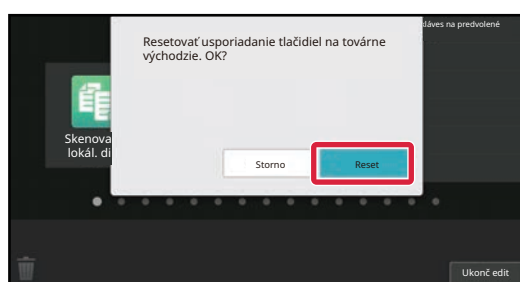 dáves na predvolené
Resetovať usporiadanie tlačidiel na továrne
východzie. OK?
Skenova
lokál. di
Storno
Reset
Ukonč edit